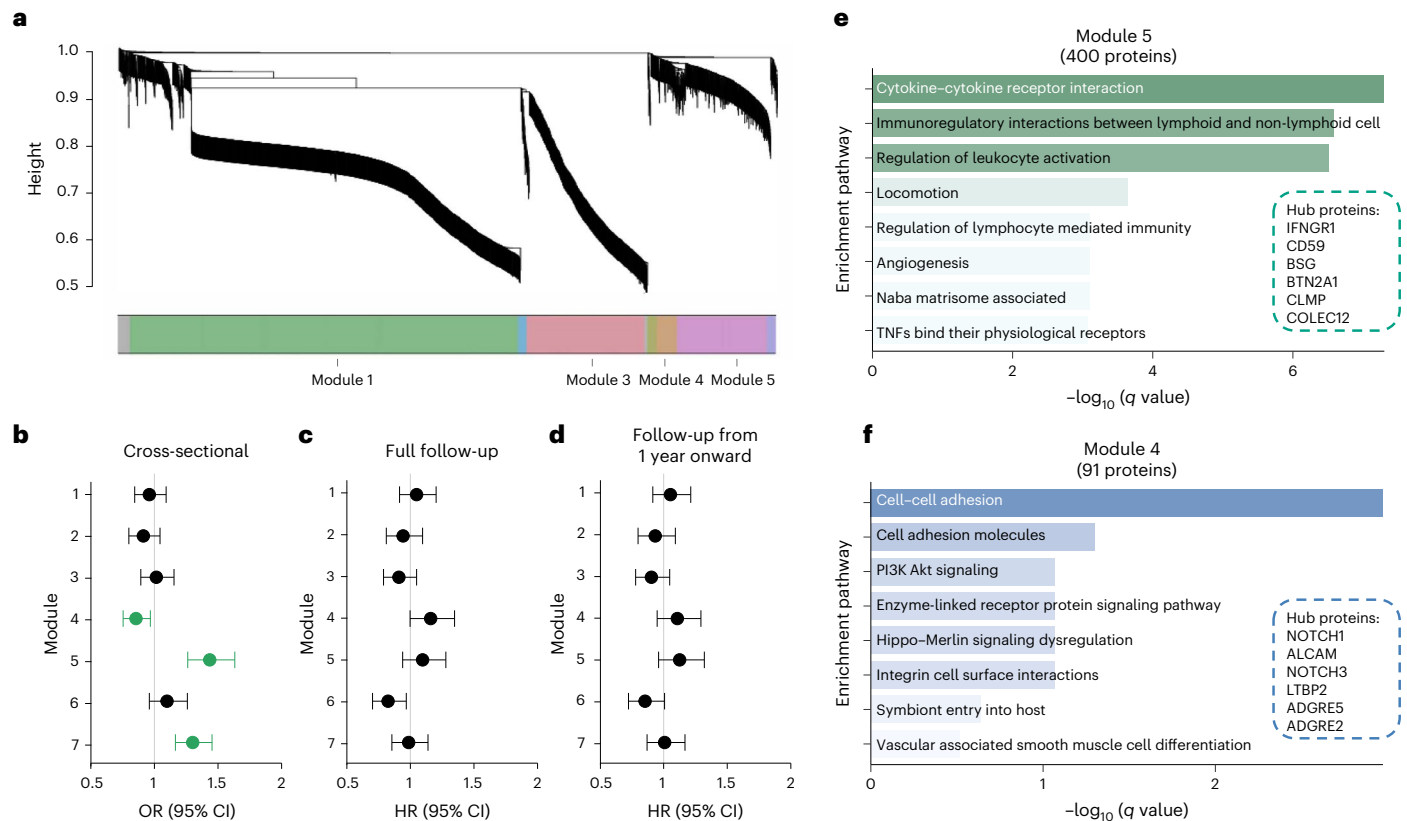 a
1.0
0.9
0.8
0.7
0.6
0.5
Height
Module 1
Module 3
Module 4
Module 5
b
Cross-sectional
Module
1
2
3
4
5
6
7
0.5
1
2
2
OR (95% CI)
c
Full follow-up
Module
1
2
3
4
5
6
7
0.5
1
2
2
HR (95% CI)
d
Follow-up from
1 year onward
Module
1
2
3
4
5
6
7
0.5
1
2
2
HR (95% CI)
e
Module 5
(400 proteins)
Enrichment pathway
Cytokine–cytokine receptor interaction
Immunoregulatory interactions between lymphoid and non-lymphoid cell
Regulation of leukocyte activation
Locomotion
Regulation of lymphocyte mediated immunity
Angiogenesis
Naba matrisome associated
TNFs bind their physiological receptors
Hub proteins:
IFNGR1
CD59
BSG
BTN2A1
CLMP
COLEC12
0
2
4
6
–log10 (q value)
f
Module 4
(91 proteins)
Enrichment pathway
Cell–cell adhesion
Cell adhesion molecules
PI3K Akt signaling
Enzyme-linked receptor protein signaling pathway
Hippo–Merlin signaling dysregulation
Integrin cell surface interactions
Symbiont entry into host
Vascular associated smooth muscle cell differentiation
Hub proteins:
NOTCH1
ALCAM
NOTCH3
LTBP2
ADGRE5
ADGRE2
0
1
2
–log10 (q value)